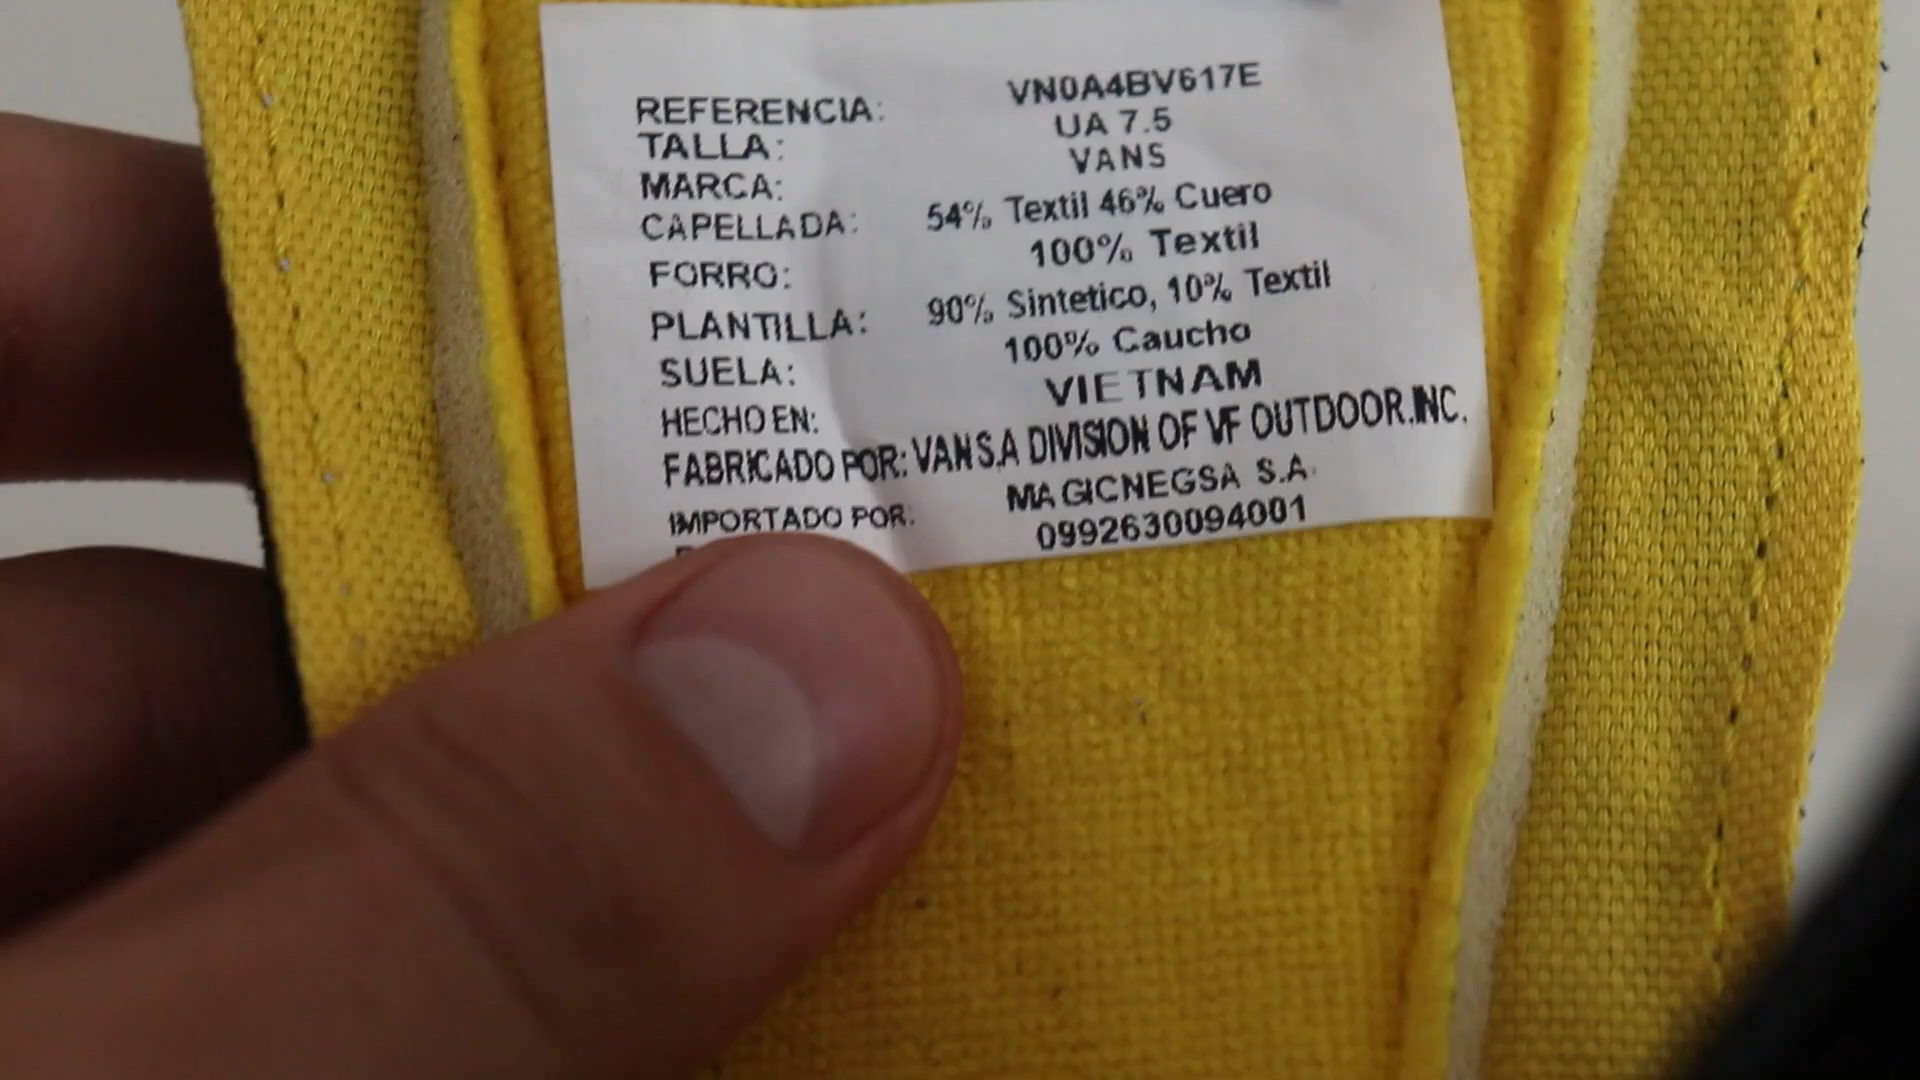 REFERENCIA: VN0A4BV617E
TALLA: UA 7.5
MARCA: VANS
CAPELLADA: 54% Textil 46% Cuero
FORRO: 100% Textil
PLANTILLA: 90% Sintetico, 10% Textil
SUELA: 100% Caucho
HECHO EN: VIETNAM
FABRICADO POR: VANS.A DIVISION OF VF OUTDOOR.INC.
IMPORTADO POR: MAGICNEGSA S.A.
0992630094001